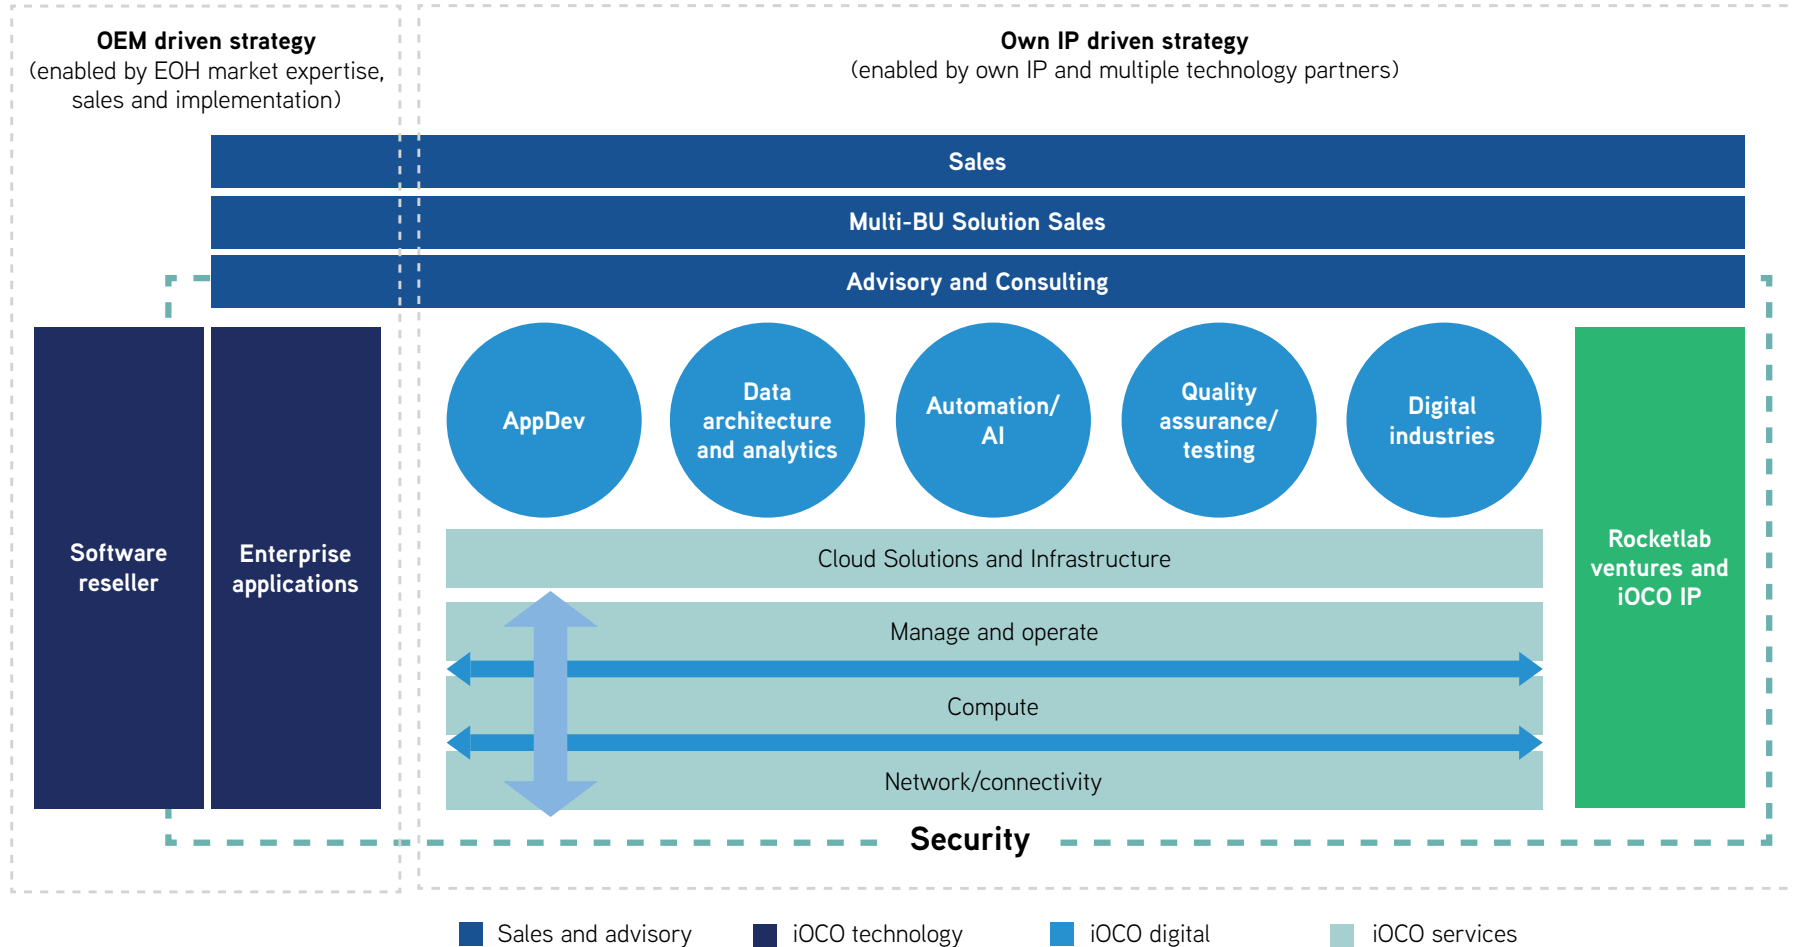 OEM driven strategy
(enabled by EOH market expertise,
sales and implementation)
Own IP driven strategy
(enabled by own IP and multiple technology partners)
Sales
Multi-BU Solution Sales
Advisory and Consulting
Software
reseller
Enterprise
applications
AppDev
Data
architecture
and analytics
Automation/
AI
Quality
assurance/
testing
Digital
industries
Cloud Solutions and Infrastructure
Manage and operate
Compute
Network/connectivity
Rocketlab
ventures and
iOCO IP
Security
Sales and advisory
iOCO technology
iOCO digital
iOCO services